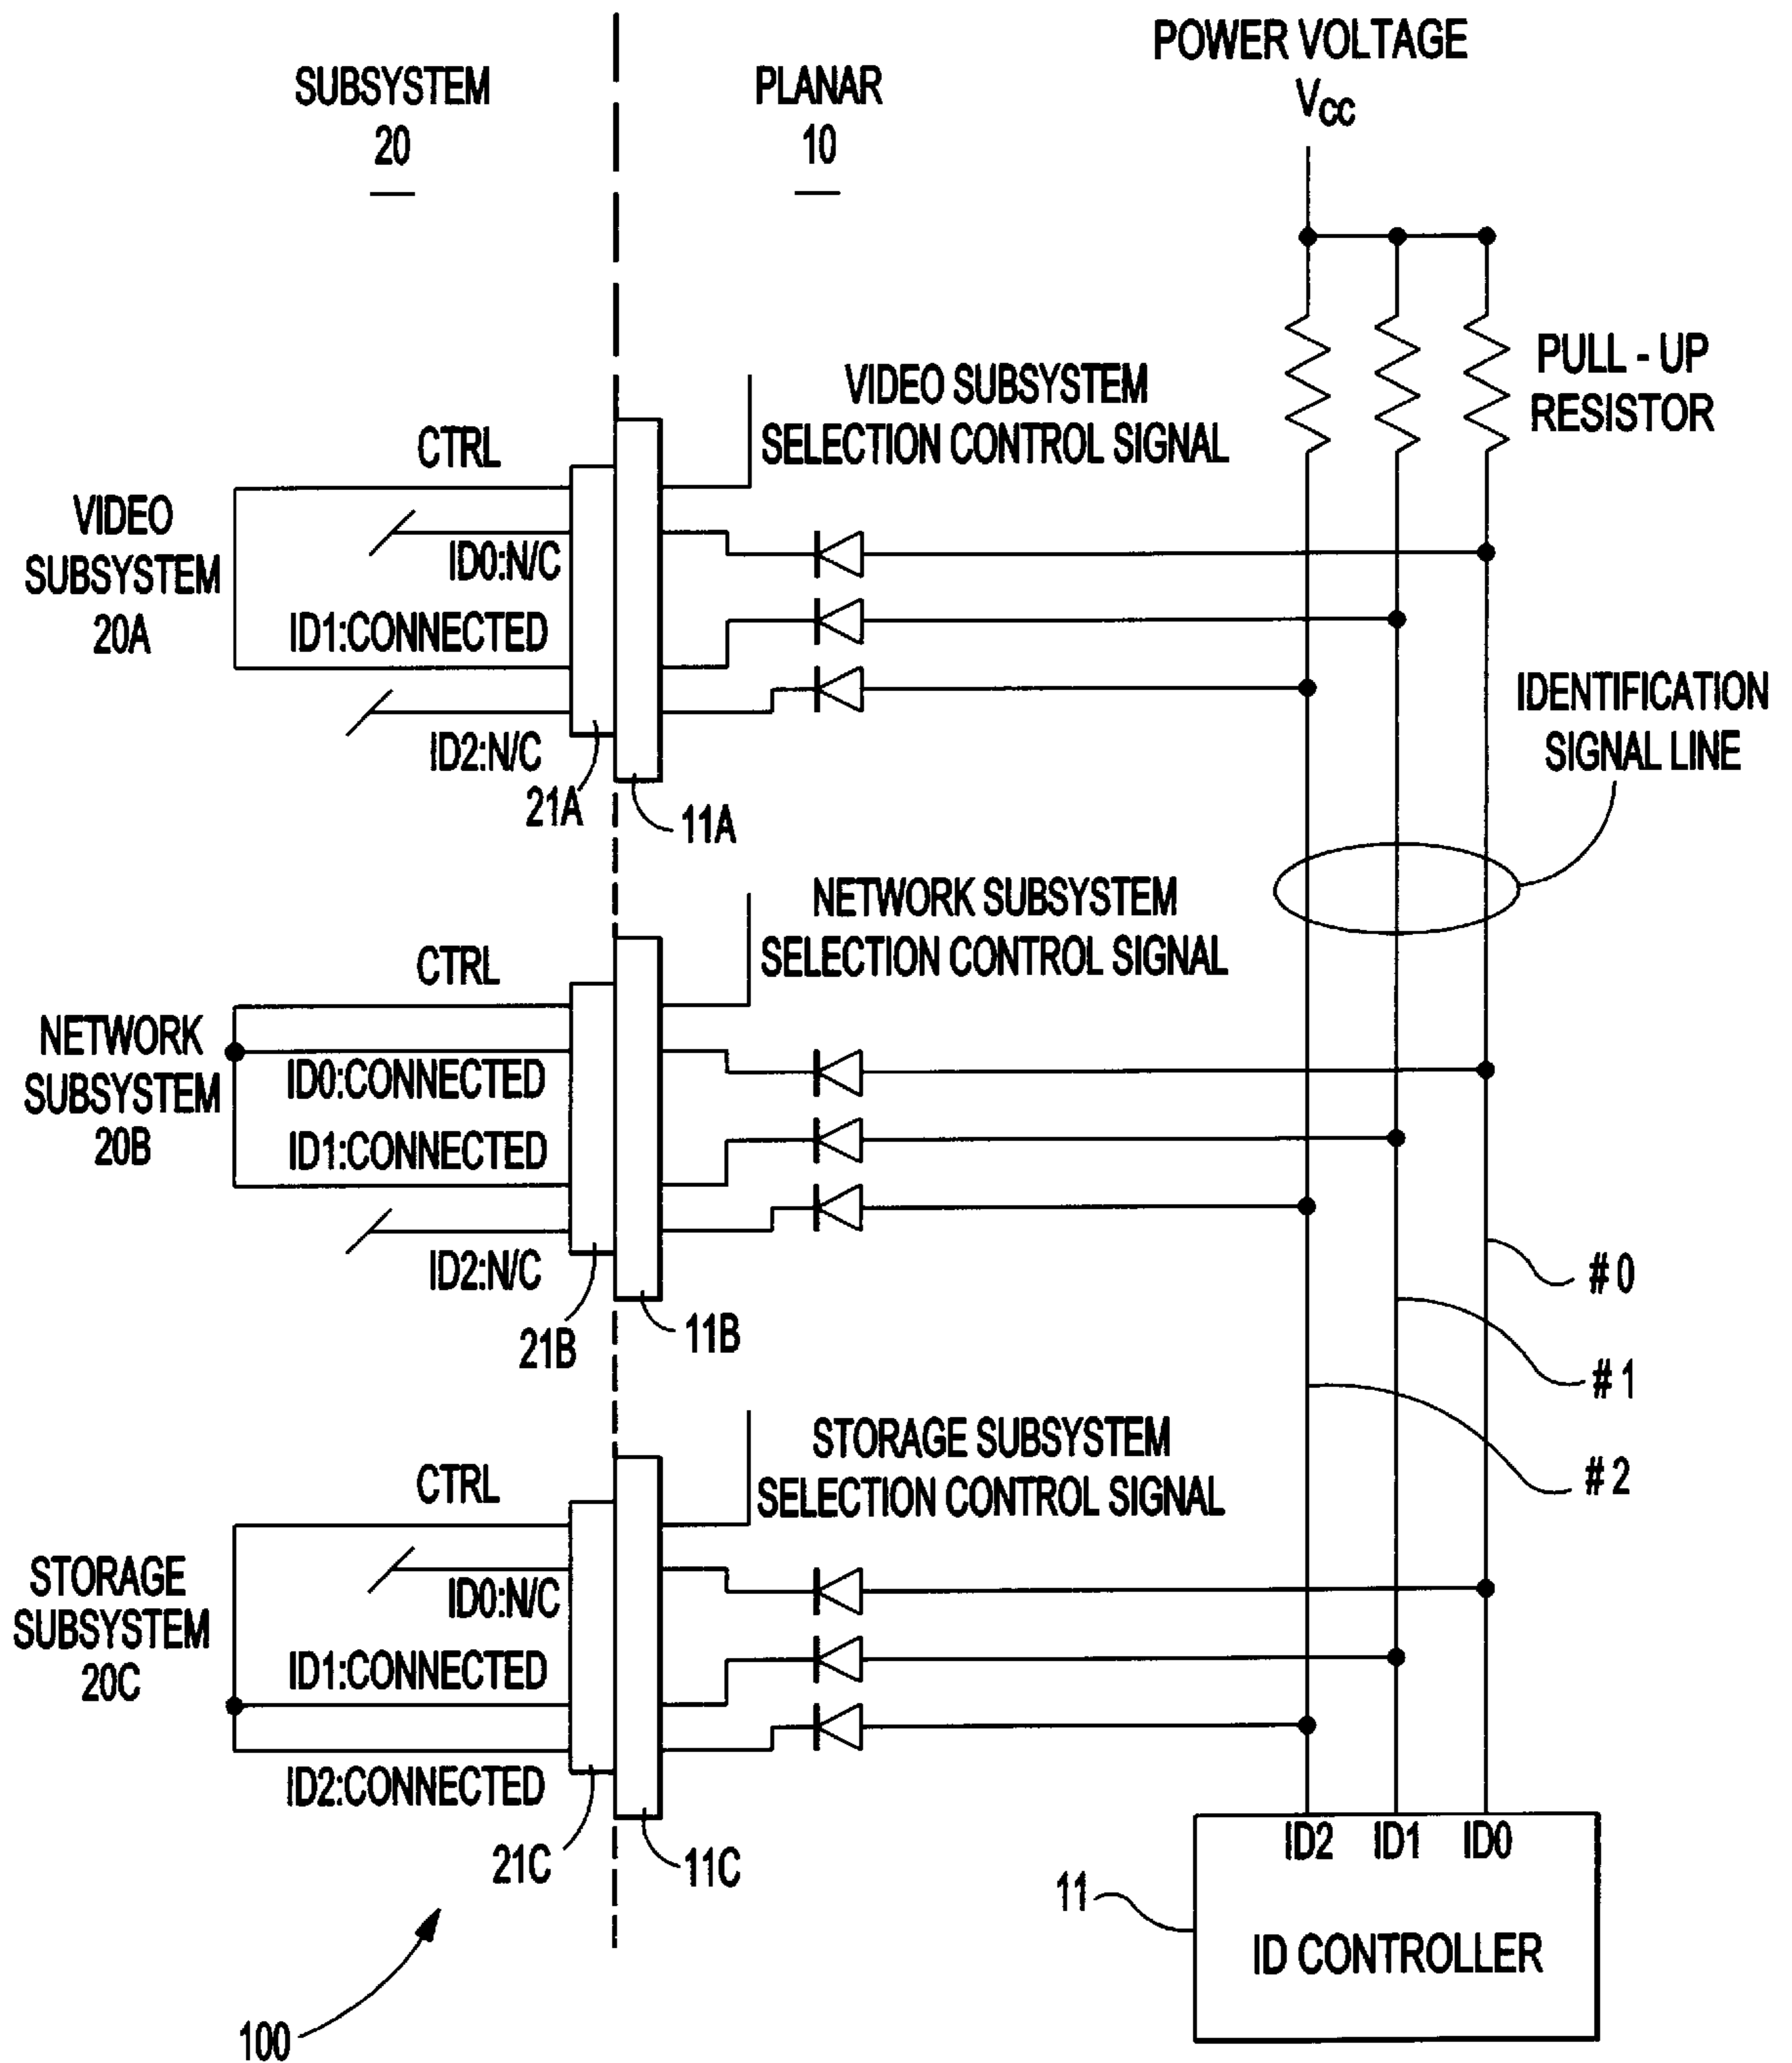 SUBSYSTEM
20
PLANAR
10
POWER VOLTAGE
VCC
PULL - UP
RESISTOR
VIDEO SUBSYSTEM
SELECTION CONTROL SIGNAL
CTRL
VIDEO
SUBSYSTEM
20A
ID0:N/C
ID1:CONNECTED
ID2:N/C
21A
11A
IDENTIFICATION
SIGNAL LINE
NETWORK SUBSYSTEM
SELECTION CONTROL SIGNAL
CTRL
NETWORK
SUBSYSTEM
20B
ID0:CONNECTED
ID1:CONNECTED
ID2:N/C
21B
11B
#0
#1
#2
STORAGE SUBSYSTEM
SELECTION CONTROL SIGNAL
CTRL
STORAGE
SUBSYSTEM
20C
ID0:N/C
ID1:CONNECTED
ID2:CONNECTED
21C
11C
ID2 ID1 ID0
11
ID CONTROLLER
100